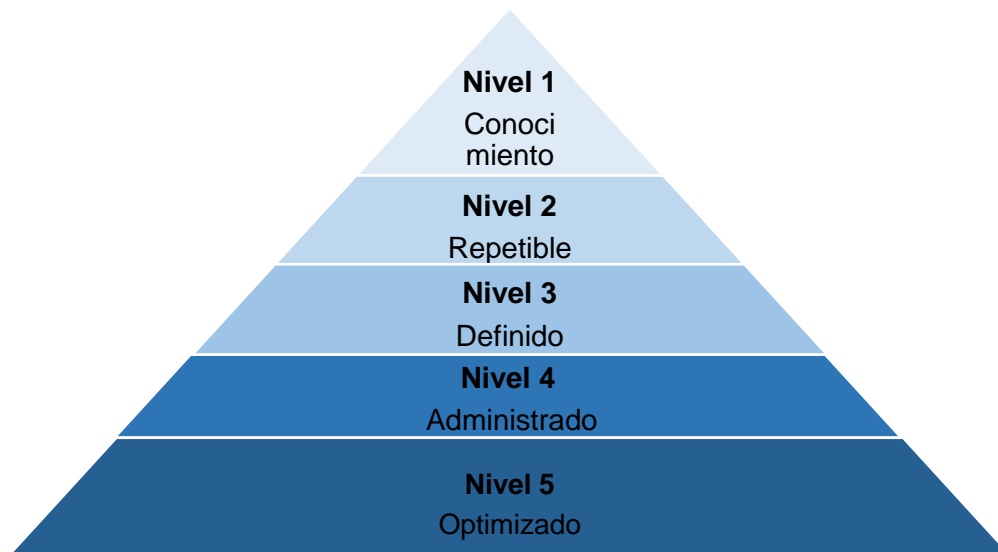 Nivel 1
Conoci
miento
Nivel 2
Repetible
Nivel 3
Definido
Nivel 4
Administrado
Nivel 5
Optimizado